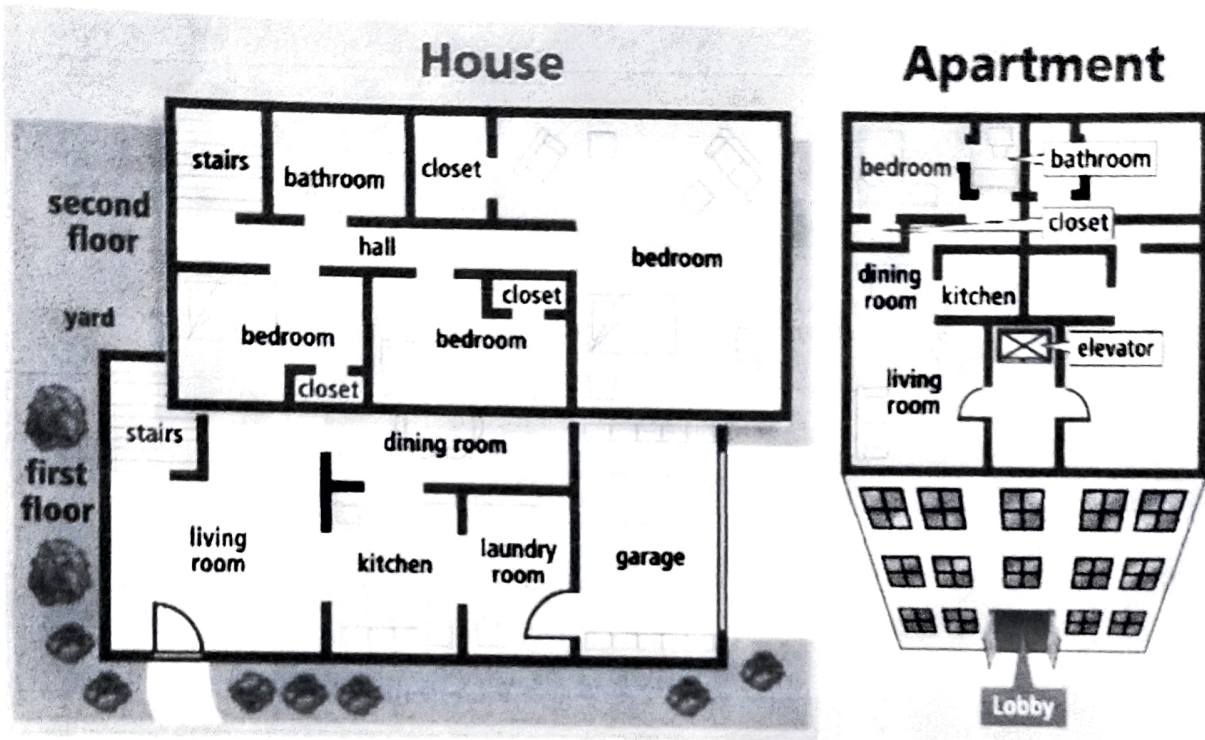 House
Apartment
second
floor
yard
first
floor
stairs
bathroom
closet
hall
bedroom
bedroom
closet
bedroom
closet
stairs
dining room
living
room
kitchen
laundry
room
garage
bedroom
bathroom
closet
dining
room
kitchen
elevator
living
room
Lobby